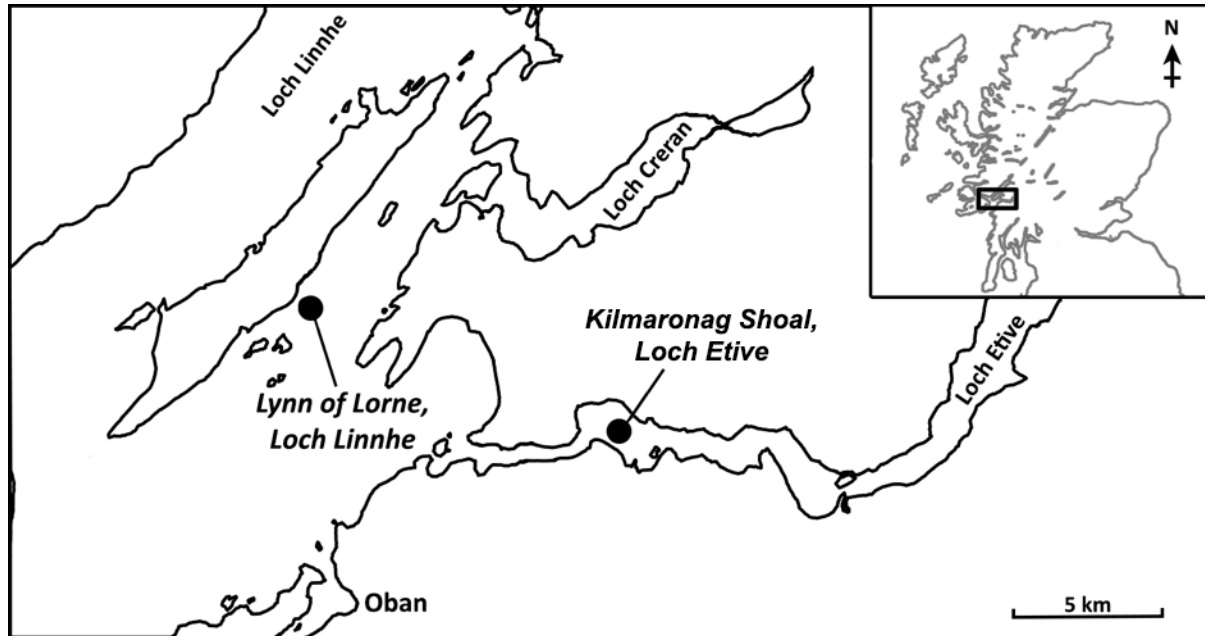 Loch Linnhe
N
Loch Creran
Kilmaronag Shoal,
Loch Etive
Loch Etive
Lynn of Lorne,
Loch Linnhe
Oban
5 km